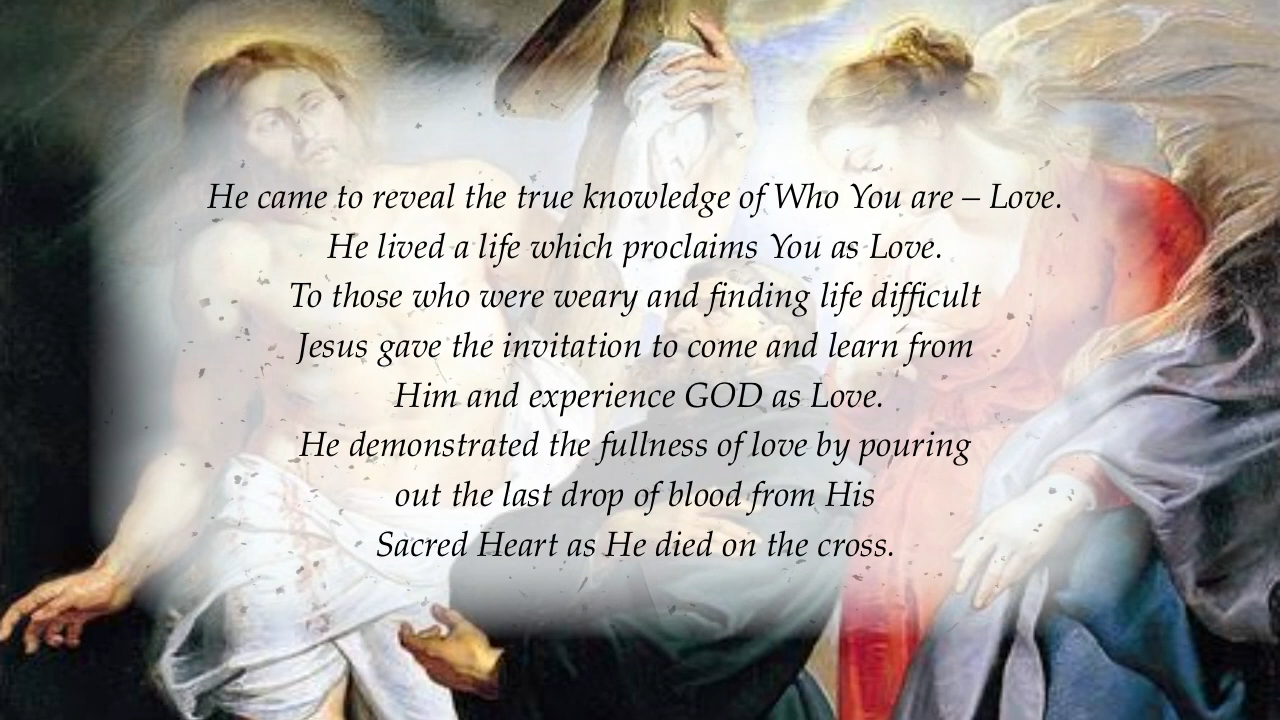 He came to reveal the true knowledge of Who You are – Love.
He lived a life which proclaims You as Love.
To those who were weary and finding life difficult
Jesus gave the invitation to come and learn from
Him and experience GOD as Love.
He demonstrated the fullness of love by pouring
out the last drop of blood from His
Sacred Heart as He died on the cross.